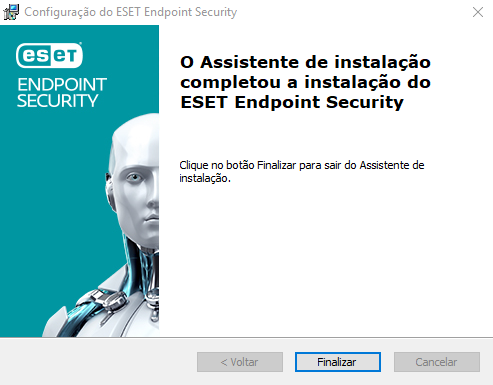 Configuração do ESET Endpoint Security
eset
ENDPOINT
SECURITY
O Assistente de instalação
completou a instalação do
ESET Endpoint Security
Clique no botão Finalizar para sair do Assistente de
instalação.
< Voltar
Finalizar
Cancelar